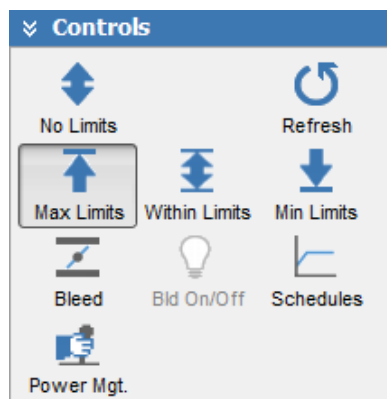 Controls
No Limits Refresh
Max Limits Within Limits Min Limits
Bleed Bld On/Off Schedules
Power Mgt.